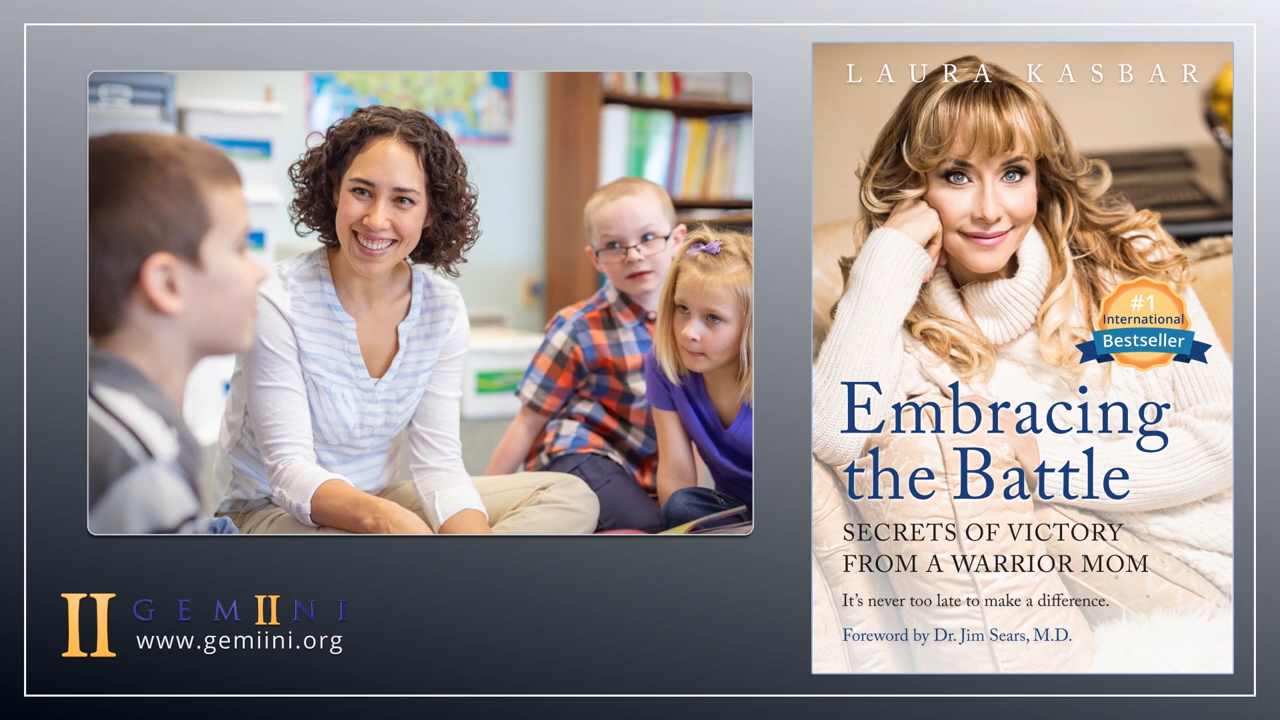 LAURA KASBAR
#1
International
Bestseller
Embracing
the Battle
SECRETS OF VICTORY
FROM A WARRIOR MOM
It's never too late to make a difference.
Foreword by Dr. Jim Sears, M.D.
II GEMIINI
www.gemiini.org